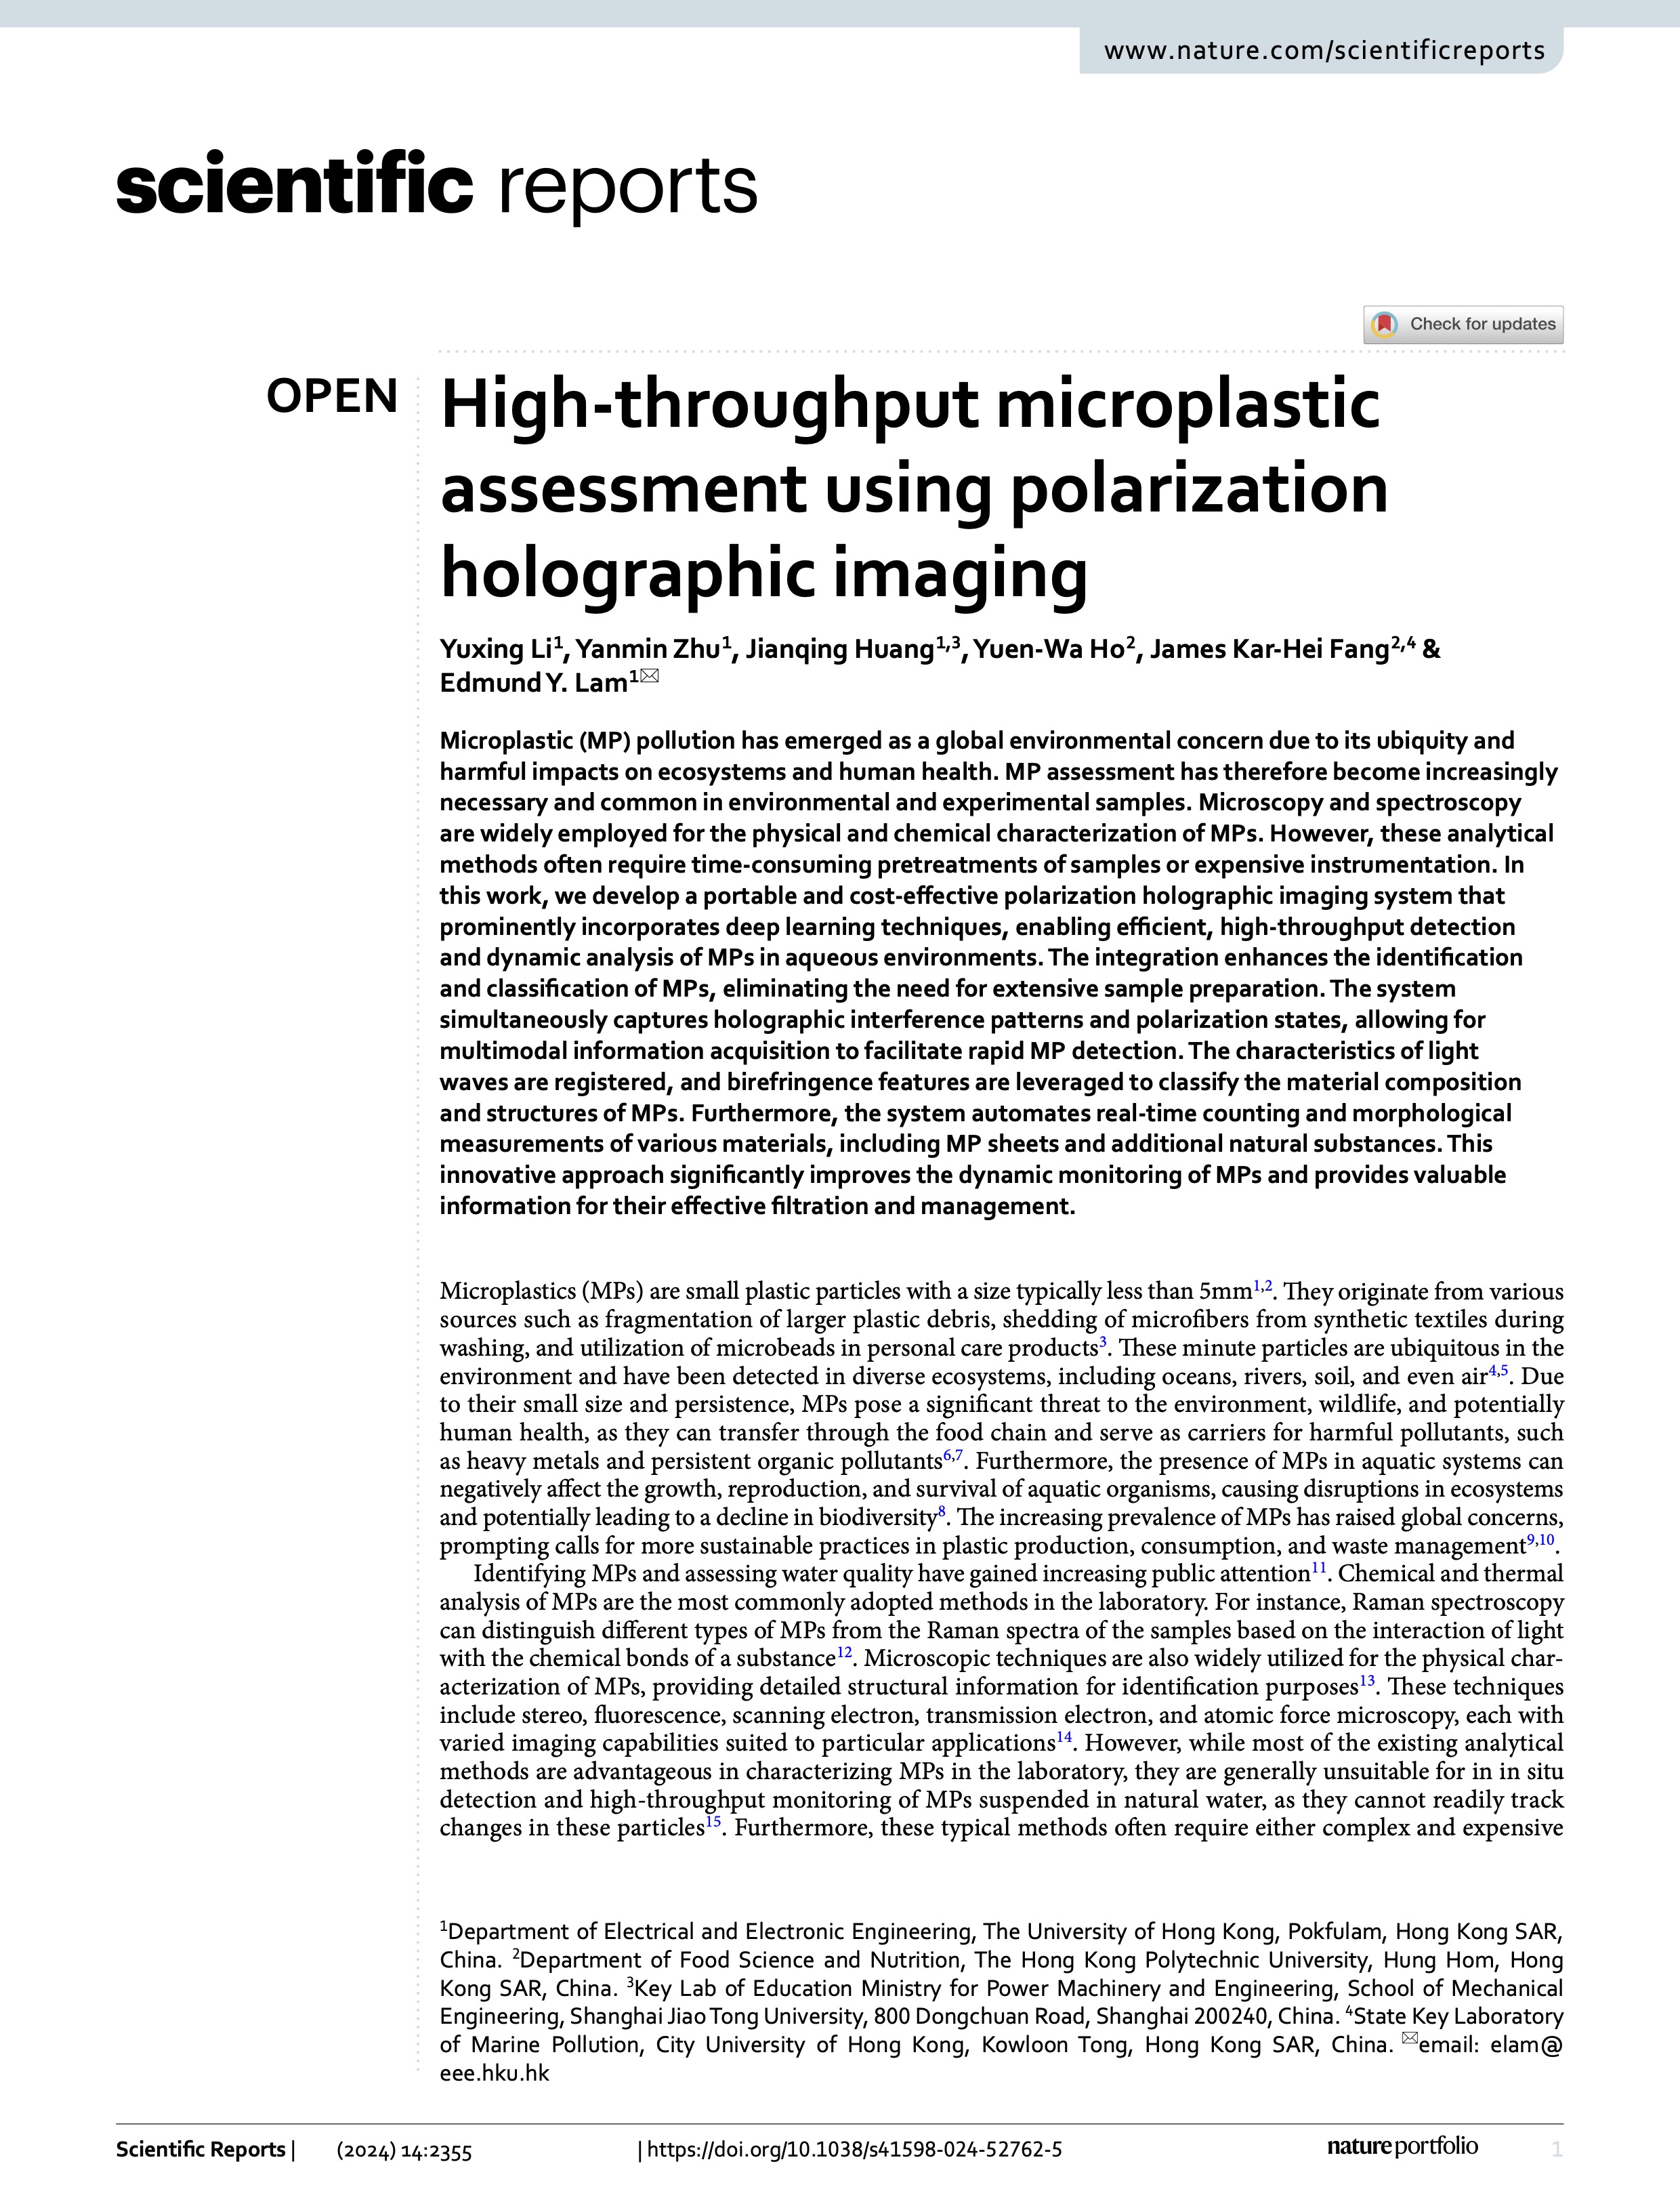 www.nature.com/scientificreports
scientific reports
Check for updates
OPEN
High-throughput microplastic
assessment using polarization
holographic imaging
Yuxing Li1, Yanmin Zhu1, Jianqing Huang1,3, Yuen-Wa Ho2, James Kar-Hei Fang2,4 &
Edmund Y. Lam1✉
Microplastic (MP) pollution has emerged as a global environmental concern due to its ubiquity and
harmful impacts on ecosystems and human health. MP assessment has therefore become increasingly
necessary and common in environmental and experimental samples. Microscopy and spectroscopy
are widely employed for the physical and chemical characterization of MPs. However, these analytical
methods often require time-consuming pretreatments of samples or expensive instrumentation. In
this work, we develop a portable and cost-effective polarization holographic imaging system that
prominently incorporates deep learning techniques, enabling efficient, high-throughput detection
and dynamic analysis of MPs in aqueous environments. The integration enhances the identification
and classification of MPs, eliminating the need for extensive sample preparation. The system
simultaneously captures holographic interference patterns and polarization states, allowing for
multimodal information acquisition to facilitate rapid MP detection. The characteristics of light
waves are registered, and birefringence features are leveraged to classify the material composition
and structures of MPs. Furthermore, the system automates real-time counting and morphological
measurements of various materials, including MP sheets and additional natural substances. This
innovative approach significantly improves the dynamic monitoring of MPs and provides valuable
information for their effective filtration and management.
Microplastics (MPs) are small plastic particles with a size typically less than 5mm1,2. They originate from various
sources such as fragmentation of larger plastic debris, shedding of microfibers from synthetic textiles during
washing, and utilization of microbeads in personal care products3. These minute particles are ubiquitous in the
environment and have been detected in diverse ecosystems, including oceans, rivers, soil, and even air4,5. Due
to their small size and persistence, MPs pose a significant threat to the environment, wildlife, and potentially
human health, as they can transfer through the food chain and serve as carriers for harmful pollutants, such
as heavy metals and persistent organic pollutants6,7. Furthermore, the presence of MPs in aquatic systems can
negatively affect the growth, reproduction, and survival of aquatic organisms, causing disruptions in ecosystems
and potentially leading to a decline in biodiversity8. The increasing prevalence of MPs has raised global concerns,
prompting calls for more sustainable practices in plastic production, consumption, and waste management9,10.
Identifying MPs and assessing water quality have gained increasing public attention11. Chemical and thermal
analysis of MPs are the most commonly adopted methods in the laboratory. For instance, Raman spectroscopy
can distinguish different types of MPs from the Raman spectra of the samples based on the interaction of light
with the chemical bonds of a substance12. Microscopic techniques are also widely utilized for the physical char-
acterization of MPs, providing detailed structural information for identification purposes13. These techniques
include stereo, fluorescence, scanning electron, transmission electron, and atomic force microscopy, each with
varied imaging capabilities suited to particular applications14. However, while most of the existing analytical
methods are advantageous in characterizing MPs in the laboratory, they are generally unsuitable for in in situ
detection and high-throughput monitoring of MPs suspended in natural water, as they cannot readily track
changes in these particles15. Furthermore, these typical methods often require either complex and expensive
1Department of Electrical and Electronic Engineering, The University of Hong Kong, Pokfulam, Hong Kong SAR,
China. 2Department of Food Science and Nutrition, The Hong Kong Polytechnic University, Hung Hom, Hong
Kong SAR, China. 3Key Lab of Education Ministry for Power Machinery and Engineering, School of Mechanical
Engineering, Shanghai Jiao Tong University, 800 Dongchuan Road, Shanghai 200240, China. 4State Key Laboratory
of Marine Pollution, City University of Hong Kong, Kowloon Tong, Hong Kong SAR, China. ✉email: elam@
eee.hku.hk
Scientific Reports | (2024) 14:2355 | https://doi.org/10.1038/s41598-024-52762-5 nature portfolio 1